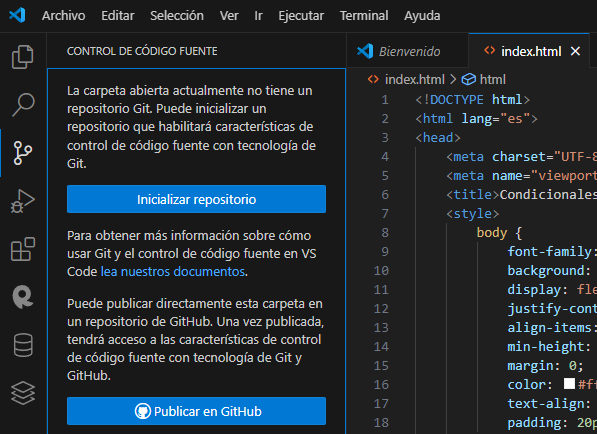 Archivo Editar Selección Ver Ir Ejecutar Terminal Ayuda
CONTROL DE CÓDIGO FUENTE
La carpeta abierta actualmente no tiene un
repositorio Git. Puede inicializar un
repositorio que habilitará características de
control de código fuente con tecnología de
Git.
Inicializar repositorio
Para obtener más información sobre cómo
usar Git y el control de código fuente en VS
Code lea nuestros documentos.
Puede publicar directamente esta carpeta en
un repositorio de GitHub. Una vez publicada,
tendrá acceso a las características de control
de código fuente con tecnología de Git y
GitHub.
Publicar en GitHub
Bienvenido
<> index.html ×
<> index.html > html
1 <!DOCTYPE html>
2 <html lang="es">
3 <head>
4 <meta charset="UTF-8
5 <meta name="viewport
6 <title>Condicionales
7 <style>
8 body {
9 font-family:
10 background:
11 display: fle
12 justify-cont
13 align-items:
14 min-height:
15 margin: 0;
16 color: #ff
17 text-align:
18 padding: 20p